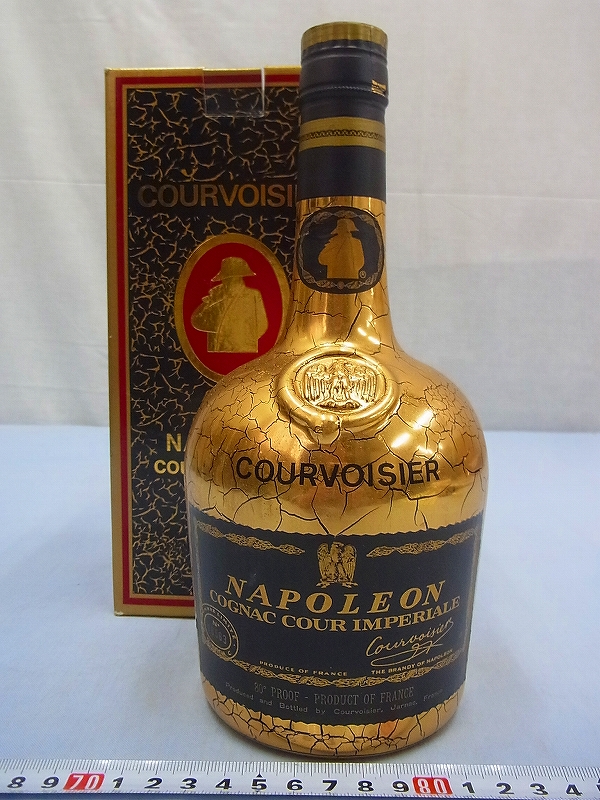 COURVOISI
N
COU
®
COURVOISIER
NAPOLEON
COGNAC COUR IMPERIALE
Courvoisier
PRODUCE OF FRANCE
THE BRANDY OF NAPOLEON
80° PROOF - PRODUCT OF FRANCE
Produced and Bottled by Courvoisier, Jarnac, France
8 9 70 1 2 3 4 5 6 7 8 9 80 1 2 3 4